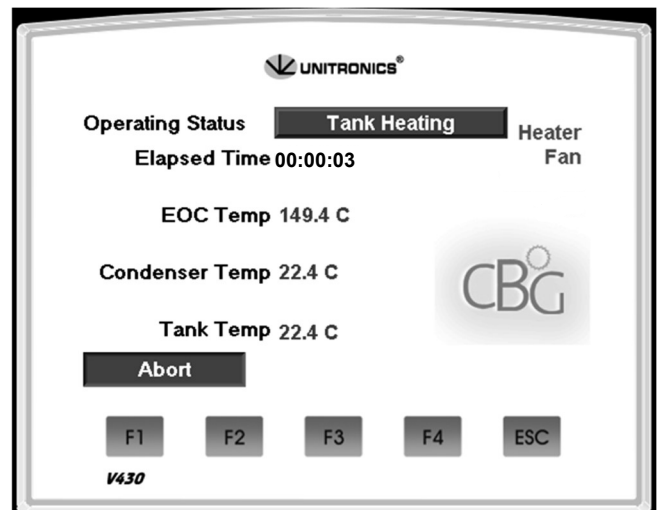 UNITRONICS®
Operating Status Tank Heating Heater
Elapsed Time 00:00:03 Fan
EOC Temp 149.4 C
Condenser Temp 22.4 C
CBG
Tank Temp 22.4 C
Abort
F1 F2 F3 F4 ESC
V430